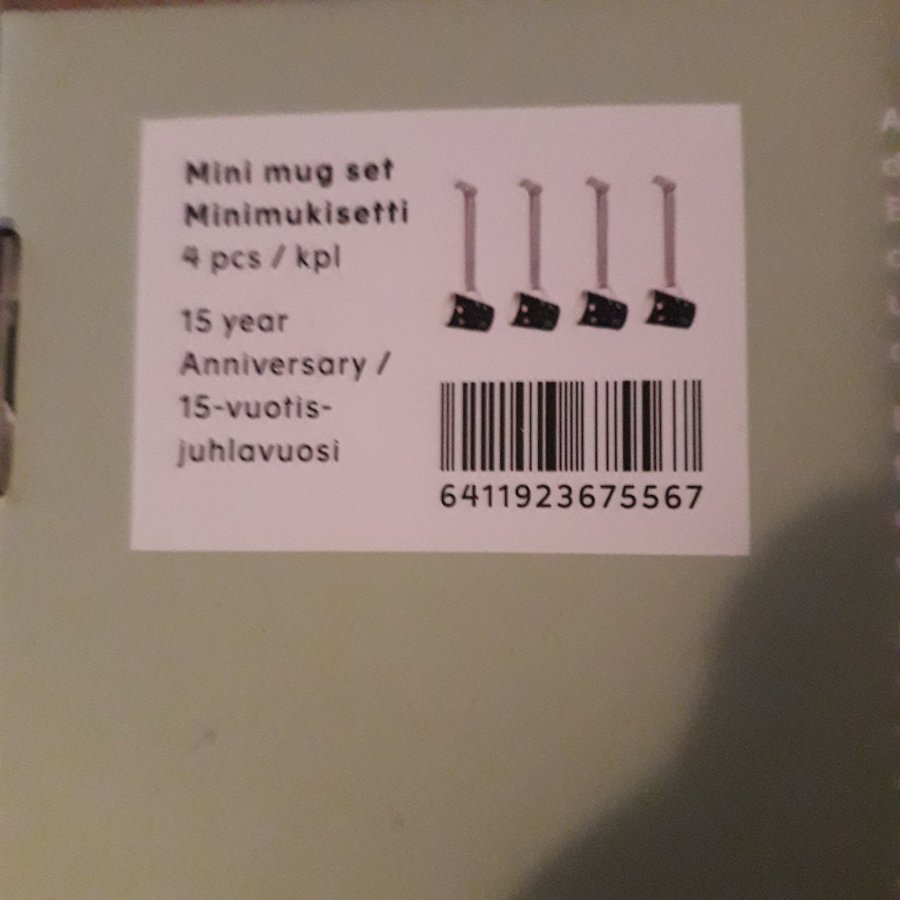 Mini mug set
Minimukisetti
4 pcs / kpl
15 year
Anniversary /
15-vuotis-
juhlavuosi
6411923675567